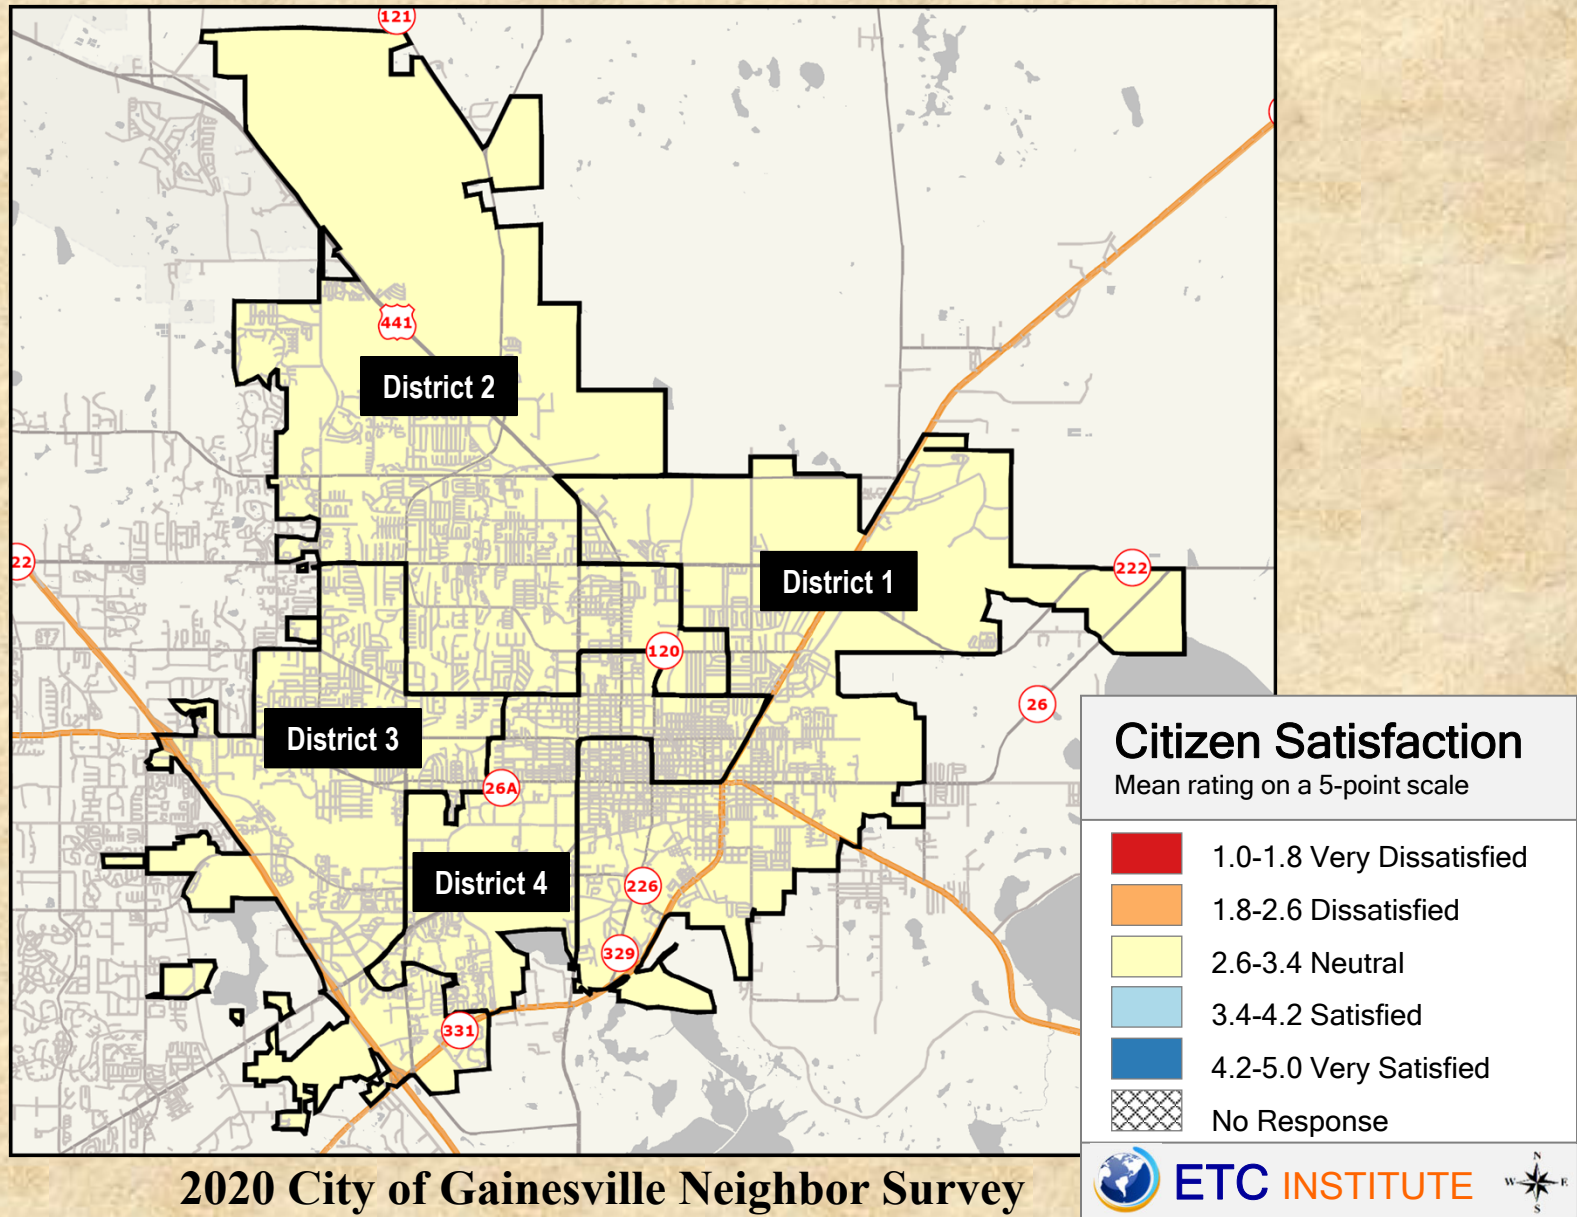 121
441
District 2
22
District 1
222
120
26
District 3
26A
District 4
226
329
331
Citizen Satisfaction
Mean rating on a 5-point scale
1.0-1.8 Very Dissatisfied
1.8-2.6 Dissatisfied
2.6-3.4 Neutral
3.4-4.2 Satisfied
4.2-5.0 Very Satisfied
No Response
2020 City of Gainesville Neighbor Survey
ETC INSTITUTE
N
W E
S